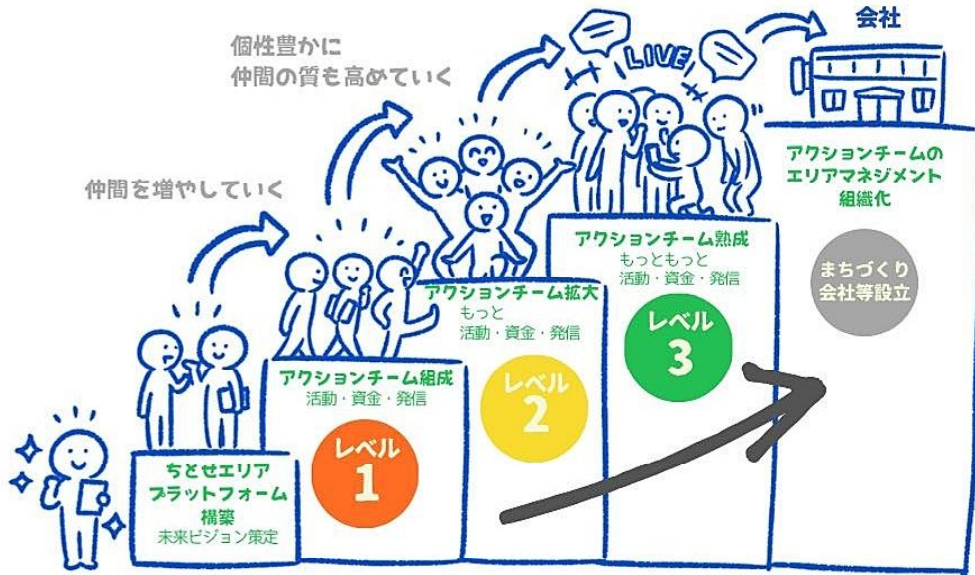 会社
個性豊かに
仲間の質も高めていく
LIVE
仲間を増やしていく
アクションチームの
エリアマネジメント
組織化
まちづくり
会社等設立
アクションチーム熟成
もっともっと
活動・資金・発信
レベル
3
アクションチーム拡大
もっと
活動・資金・発信
レベル
2
アクションチーム組成
活動・資金・発信
レベル
1
ちとせエリア
プラットフォーム
構築
未来ビジョン策定